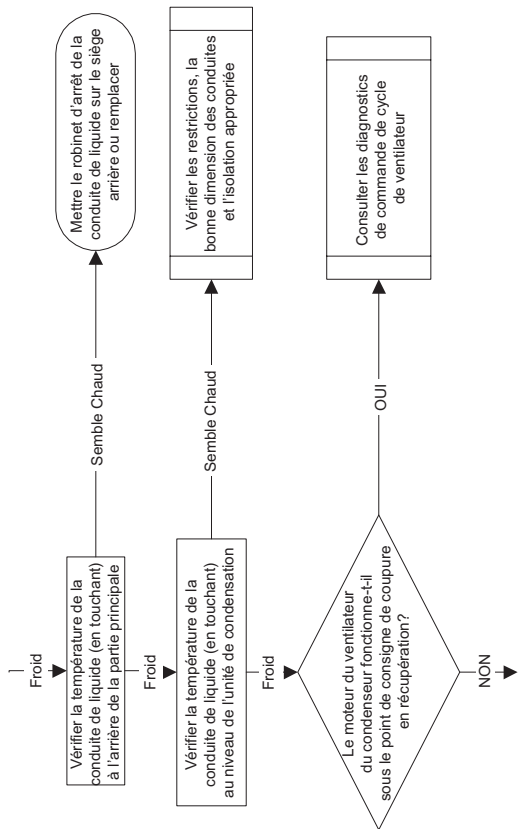 Froid
Vérifier la température de la
conduite de liquide (en touchant)
à l'arrière de la partie principale
Semble Chaud
Mettre le robinet d'arrêt de la
conduite de liquide sur le siège
arrière ou remplacer
Froid
Vérifier la température de la
conduite de liquide (en touchant)
au niveau de l'unité de condensation
Semble Chaud
Vérifier les restrictions, la
bonne dimension des conduites
et l'isolation appropriée
Froid
Le moteur du ventilateur
du condenseur fonctionne-t-il
sous le point de consigne de coupure
en récupération?
OUI
Consulter les diagnostics
de commande de cycle
de ventilateur
NON